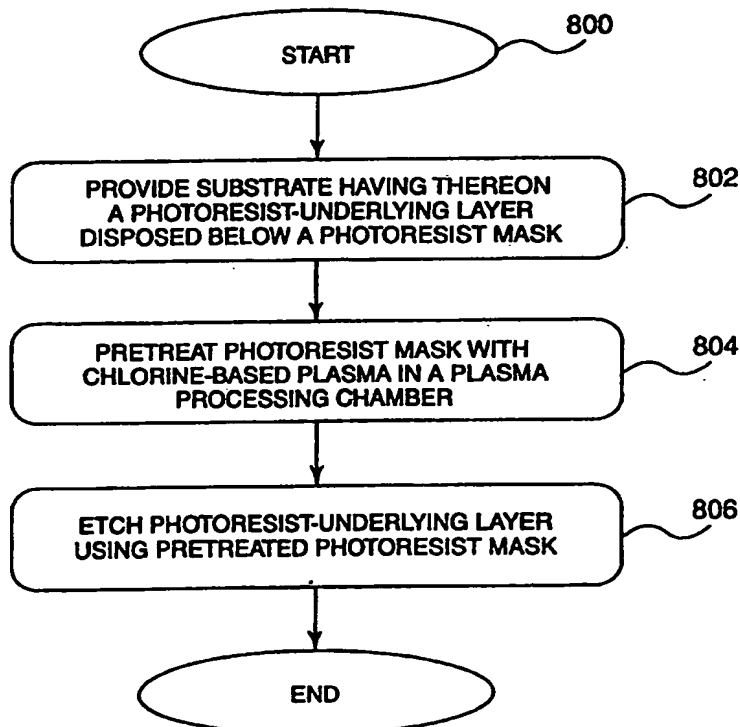 START
800
PROVIDE SUBSTRATE HAVING THEREON
A PHOTORESIST-UNDERLYING LAYER
DISPOSED BELOW A PHOTORESIST MASK
802
PRETREAT PHOTORESIST MASK WITH
CHLORINE-BASED PLASMA IN A PLASMA
PROCESSING CHAMBER
804
ETCH PHOTORESIST-UNDERLYING LAYER
USING PRETREATED PHOTORESIST MASK
806
END